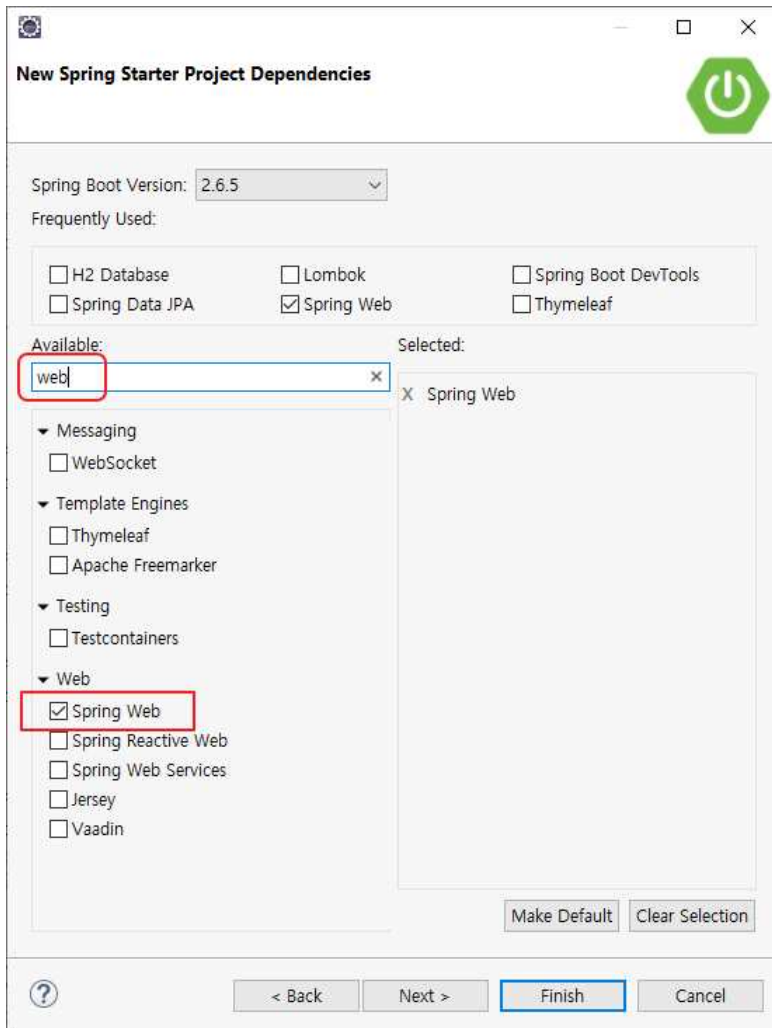 New Spring Starter Project Dependencies
Spring Boot Version: 2.6.5
Frequently Used:
H2 Database Lombok Spring Boot DevTools
Spring Data JPA Spring Web Thymeleaf
Available: Selected:
web
X Spring Web
Messaging
WebSocket
Template Engines
Thymeleaf
Apache Freemarker
Testing
Testcontainers
Web
Spring Web
Spring Reactive Web
Spring Web Services
Jersey
Vaadin
Make Default Clear Selection
? < Back Next > Finish Cancel